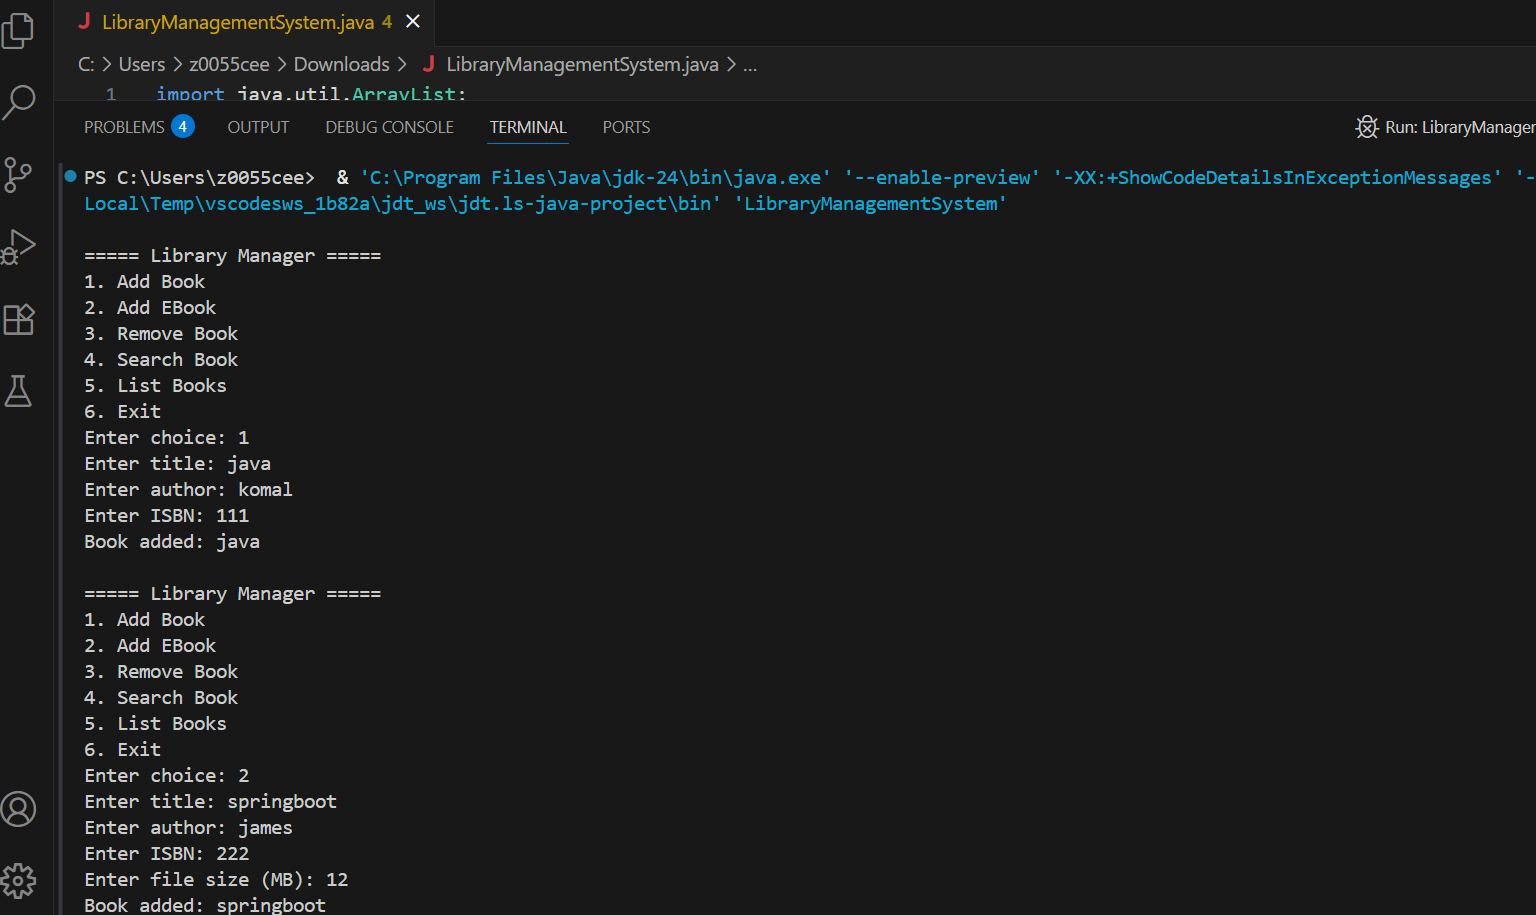 J LibraryManagementSystem.java 4 ×
C: > Users > z0055cee > Downloads > J LibraryManagementSystem.java > ...
1 import java.util.ArrayList;
PROBLEMS 4 OUTPUT DEBUG CONSOLE TERMINAL PORTS Run: LibraryManager
PS C:\Users\z0055cee>  & 'C:\Program Files\Java\jdk-24\bin\java.exe' '--enable-preview' '-XX:+ShowCodeDetailsInExceptionMessages' '-
Local\Temp\vscodesws_1b82a\jdt_ws\jdt.ls-java-project\bin' 'LibraryManagementSystem'
===== Library Manager =====
1. Add Book
2. Add EBook
3. Remove Book
4. Search Book
5. List Books
6. Exit
Enter choice: 1
Enter title: java
Enter author: komal
Enter ISBN: 111
Book added: java
===== Library Manager =====
1. Add Book
2. Add EBook
3. Remove Book
4. Search Book
5. List Books
6. Exit
Enter choice: 2
Enter title: springboot
Enter author: james
Enter ISBN: 222
Enter file size (MB): 12
Book added: springboot